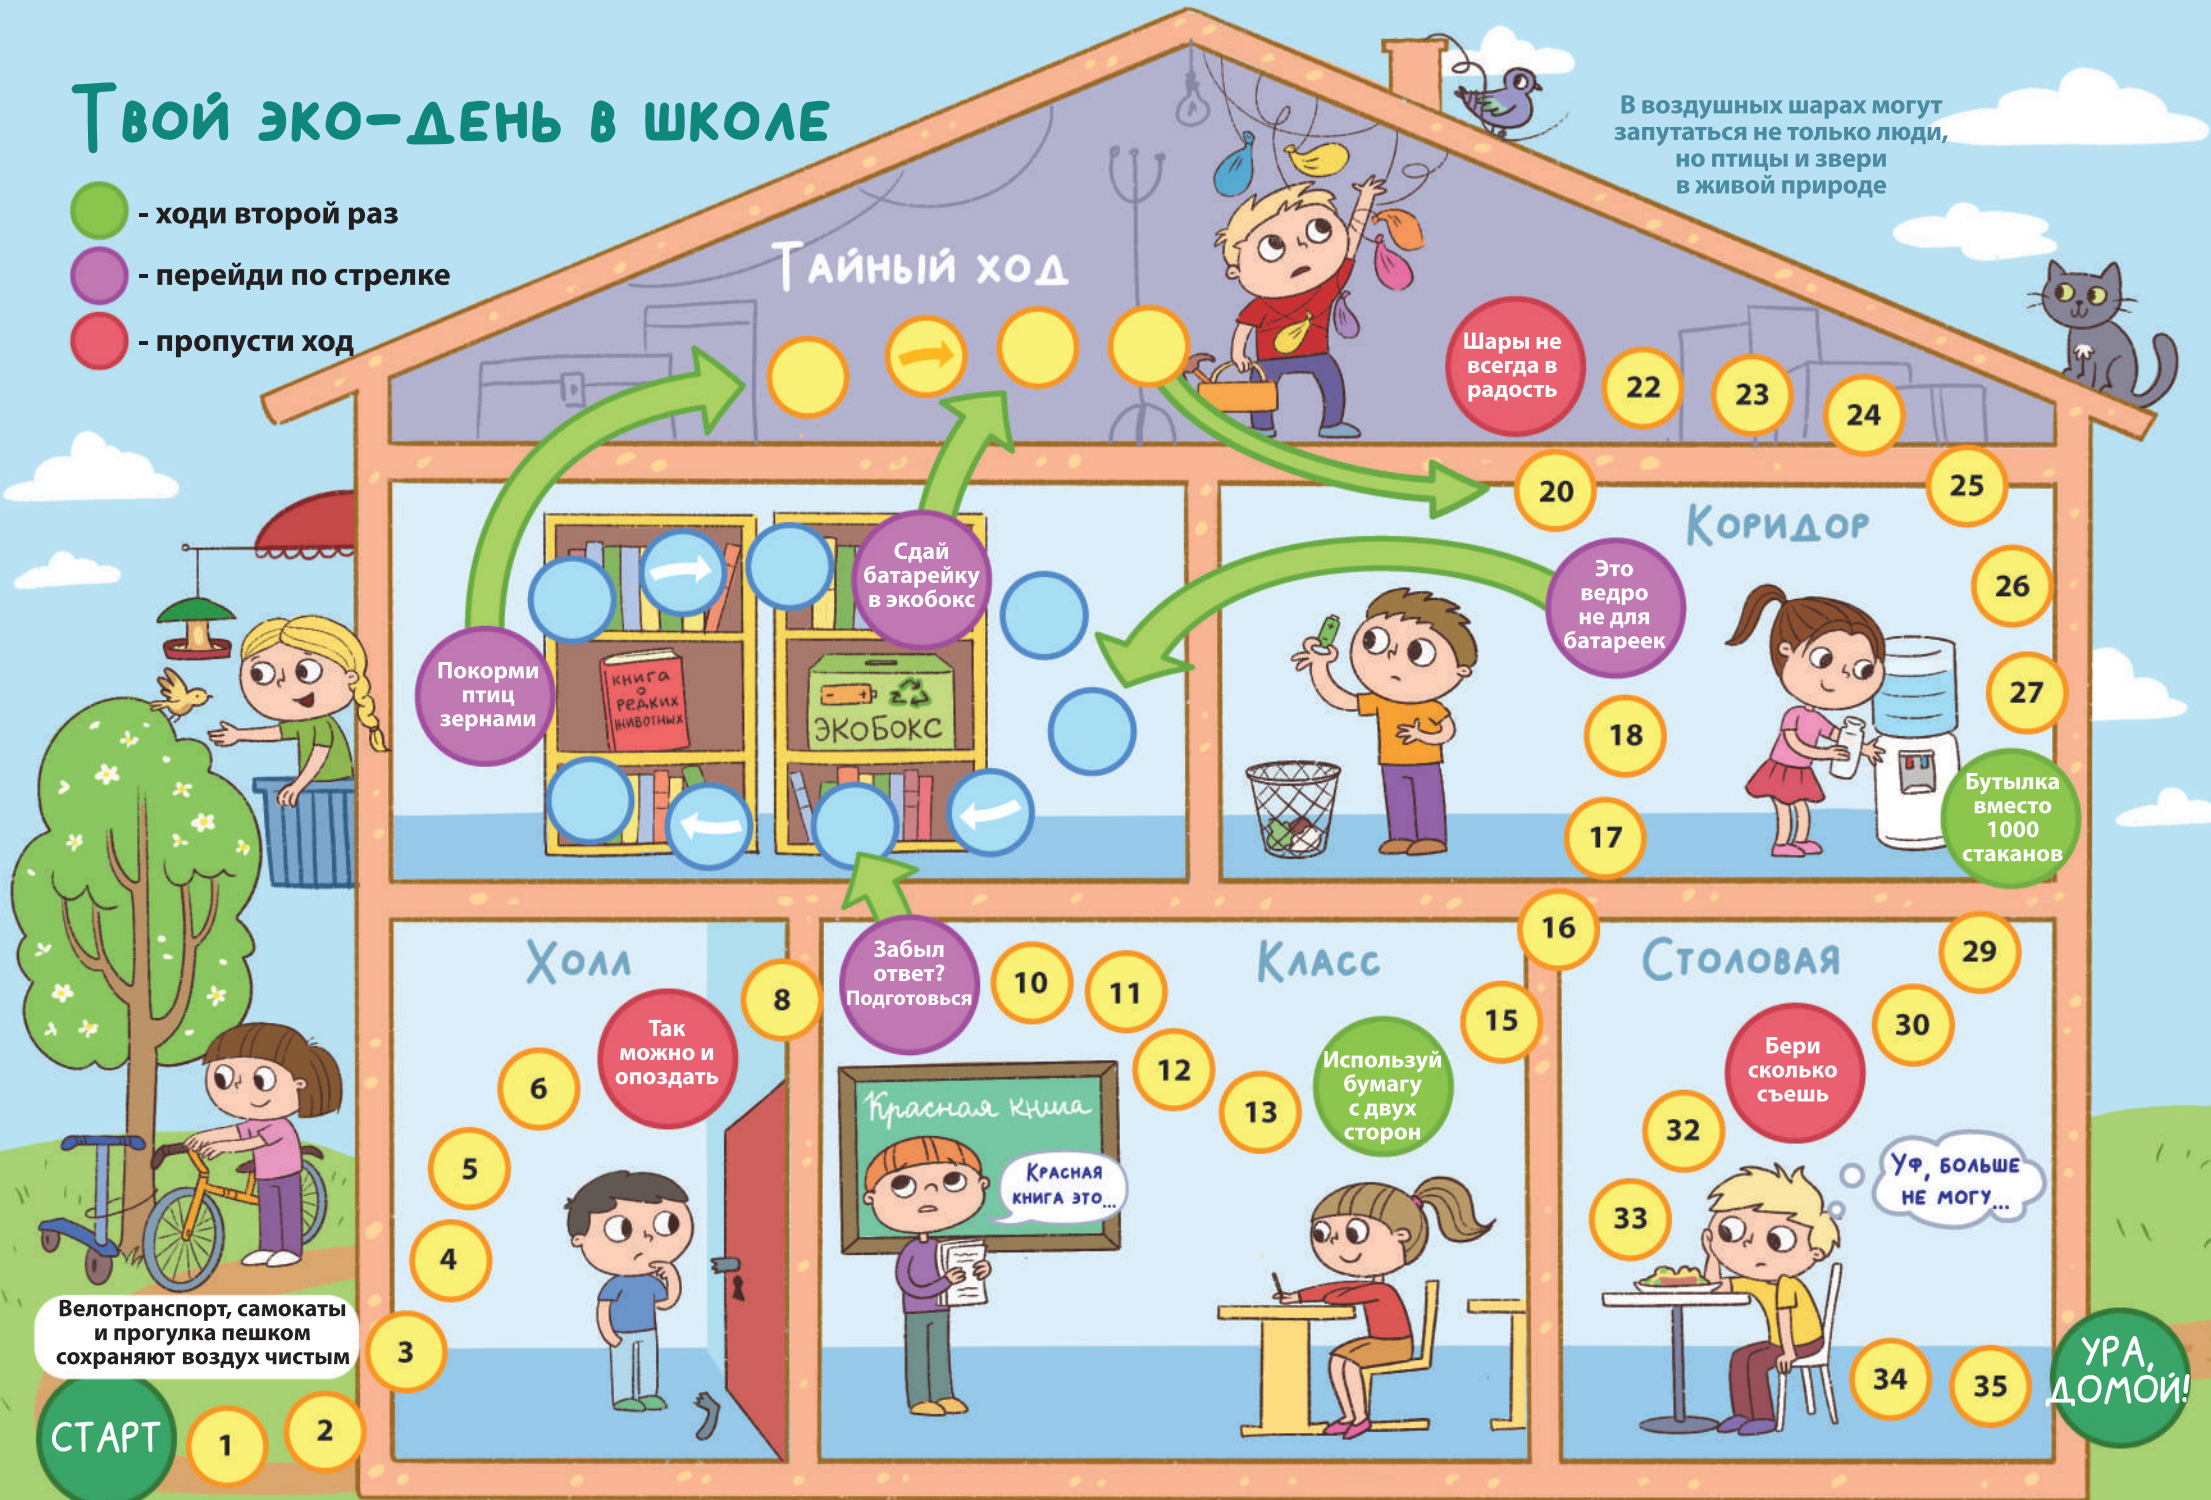 Твой эко-день в школе
- ходи второй раз
- перейди по стрелке
- пропусти ход
В воздушных шарах могут
запутаться не только люди,
но птицы и звери
в живой природе
Тайный ход
Шары не
всегда в
радость
22
23
24
25
20
Коридор
26
27
Это
ведро
не для
батареек
18
17
16
Бутылка
вместо
1000
стаканов
Сдай
батарейку
в экобокс
Покорми
птиц
зернами
книга
о
редких
животных
ЭКОБОКС
Холл
Так
можно и
опоздать
8
6
5
4
3
Забыл
ответ?
Подготовься
10
11
12
13
Класс
Используй
бумагу
с двух
сторон
15
Красная книга
Красная
книга это...
Столовая
29
30
Бери
сколько
съешь
32
33
Уф, больше
не могу...
34
35
УРА,
ДОМОЙ!
Велотранспорт, самокаты
и прогулка пешком
сохраняют воздух чистым
СТАРТ
1
2